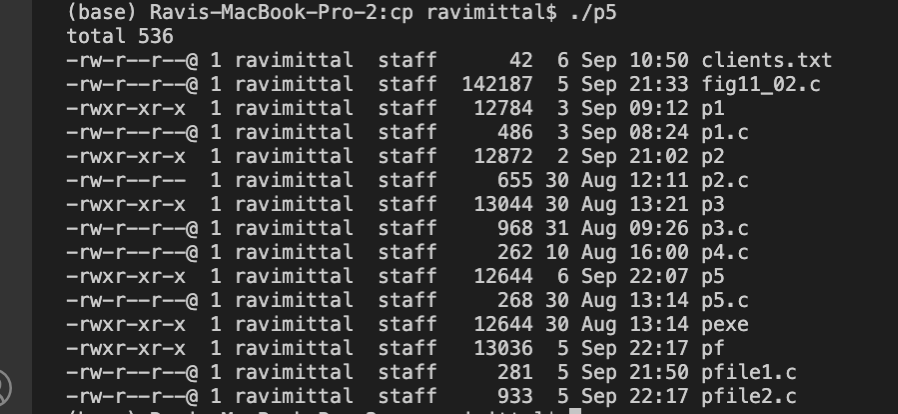 (base) Ravis-MacBook-Pro-2:cp ravimittal$ ./p5
total 536
-rw-r--r--@ 1 ravimittal  staff      42  6 Sep 10:50 clients.txt
-rw-r--r--@ 1 ravimittal  staff  142187  5 Sep 21:33 fig11_02.c
-rwxr-xr-x  1 ravimittal  staff   12784  3 Sep 09:12 p1
-rw-r--r--@ 1 ravimittal  staff     486  3 Sep 08:24 p1.c
-rwxr-xr-x  1 ravimittal  staff   12872  2 Sep 21:02 p2
-rw-r--r--  1 ravimittal  staff     655 30 Aug 12:11 p2.c
-rwxr-xr-x  1 ravimittal  staff   13044 30 Aug 13:21 p3
-rw-r--r--@ 1 ravimittal  staff     968 31 Aug 09:26 p3.c
-rw-r--r--@ 1 ravimittal  staff     262 10 Aug 16:00 p4.c
-rwxr-xr-x  1 ravimittal  staff   12644  6 Sep 22:07 p5
-rw-r--r--@ 1 ravimittal  staff     268 30 Aug 13:14 p5.c
-rwxr-xr-x  1 ravimittal  staff   12644 30 Aug 13:14 pexe
-rwxr-xr-x  1 ravimittal  staff   13036  5 Sep 22:17 pf
-rw-r--r--@ 1 ravimittal  staff     281  5 Sep 21:50 pfile1.c
-rw-r--r--@ 1 ravimittal  staff     933  5 Sep 22:17 pfile2.c